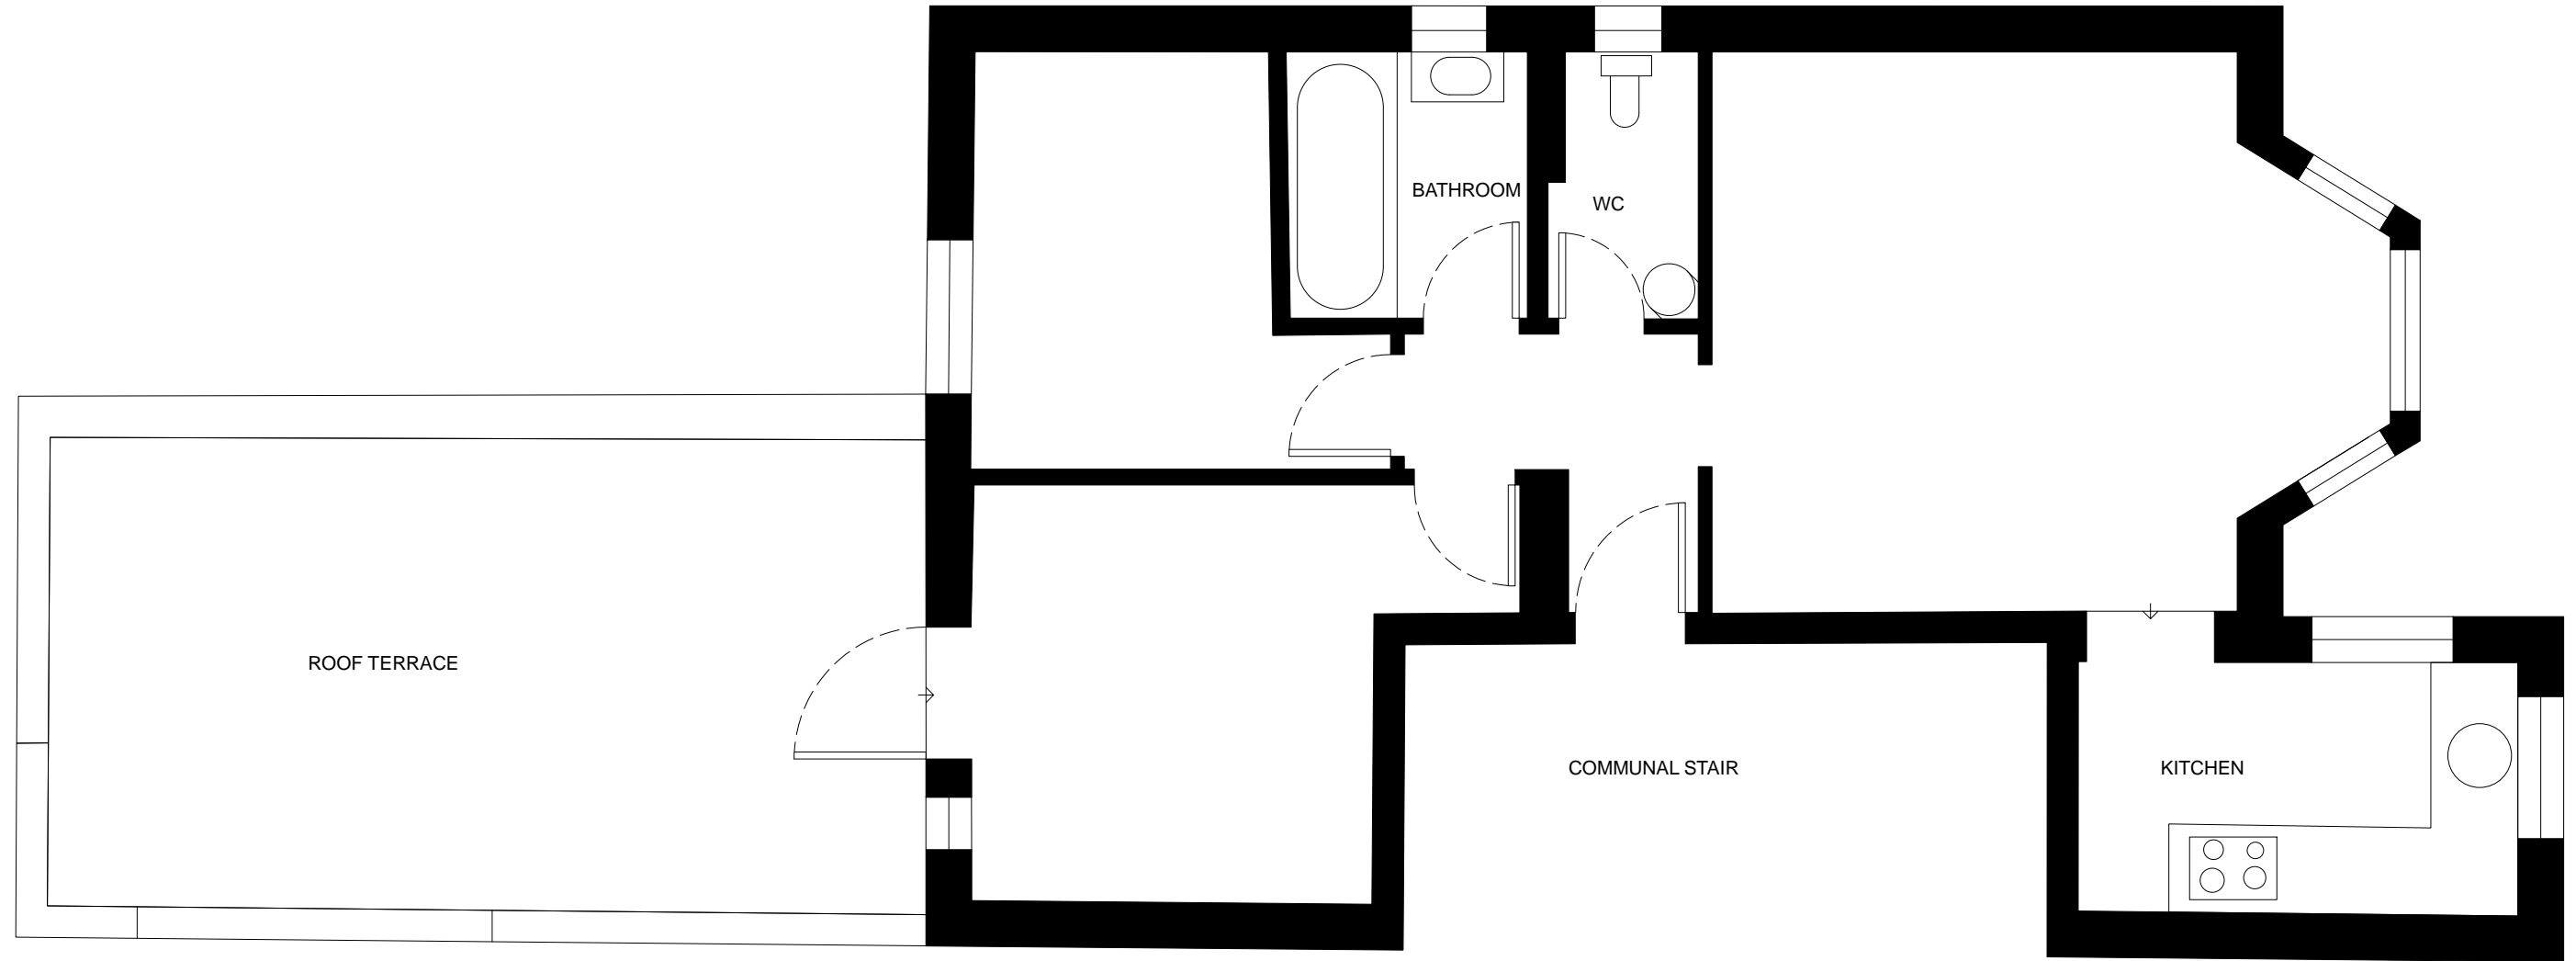 BATHROOM
WC
ROOF TERRACE
COMMUNAL STAIR
KITCHEN